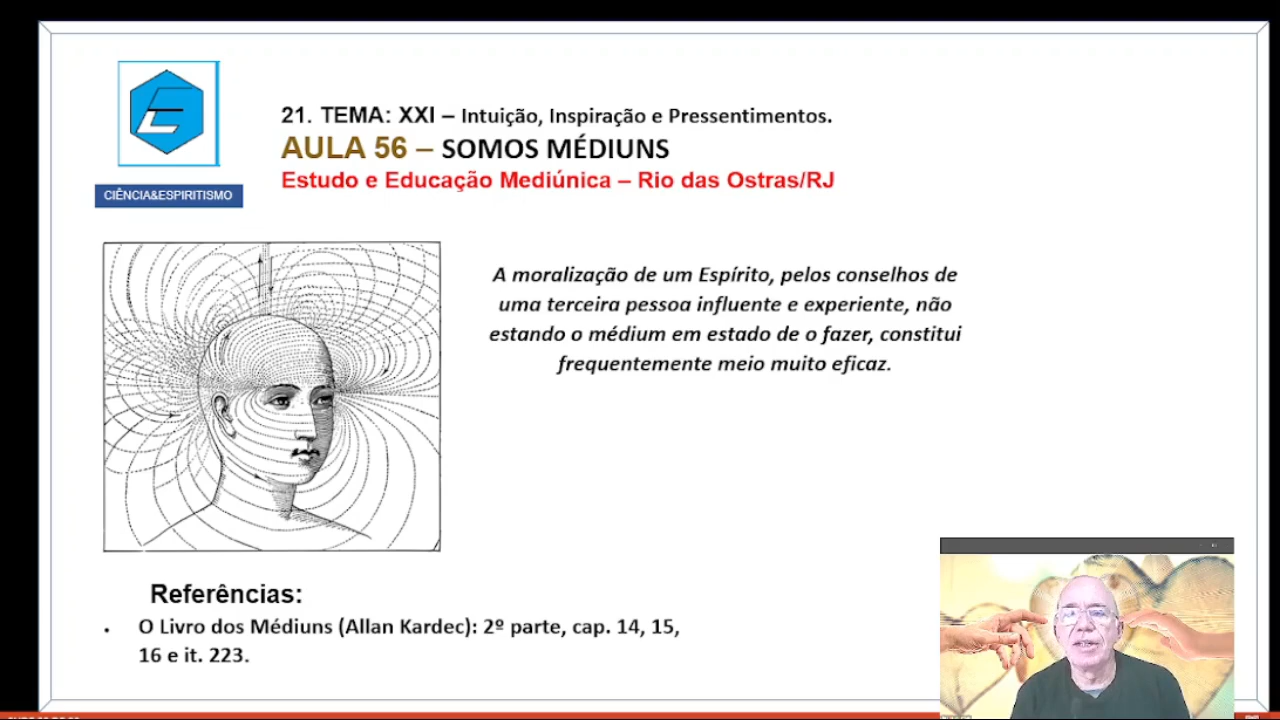 21. TEMA: XXI – Intuição, Inspiração e Pressentimentos.
AULA 56 – SOMOS MÉDIUNS
Estudo e Educação Mediúnica – Rio das Ostras/RJ
CIÊNCIA&ESPIRITISMO
A moralização de um Espírito, pelos conselhos de
uma terceira pessoa influente e experiente, não
estando o médium em estado de o fazer, constitui
frequentemente meio muito eficaz.
Referências:
• O Livro dos Médiuns (Allan Kardec): 2º parte, cap. 14, 15,
16 e it. 223.